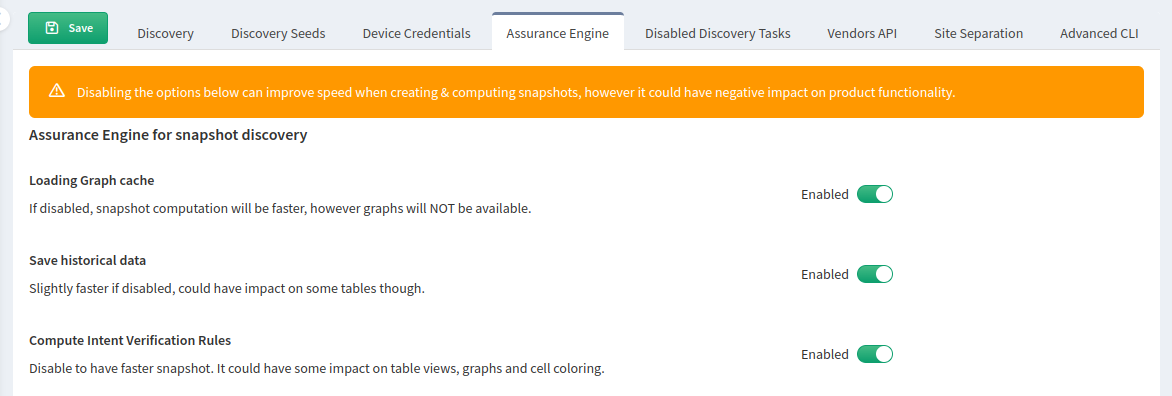 Save
Discovery
Discovery Seeds
Device Credentials
Assurance Engine
Disabled Discovery Tasks
Vendors API
Site Separation
Advanced CLI
Disabling the options below can improve speed when creating & computing snapshots, however it could have negative impact on product functionality.
Assurance Engine for snapshot discovery
Loading Graph cache
Enabled
If disabled, snapshot computation will be faster, however graphs will NOT be available.
Save historical data
Enabled
Slightly faster if disabled, could have impact on some tables though.
Compute Intent Verification Rules
Enabled
Disable to have faster snapshot. It could have some impact on table views, graphs and cell coloring.